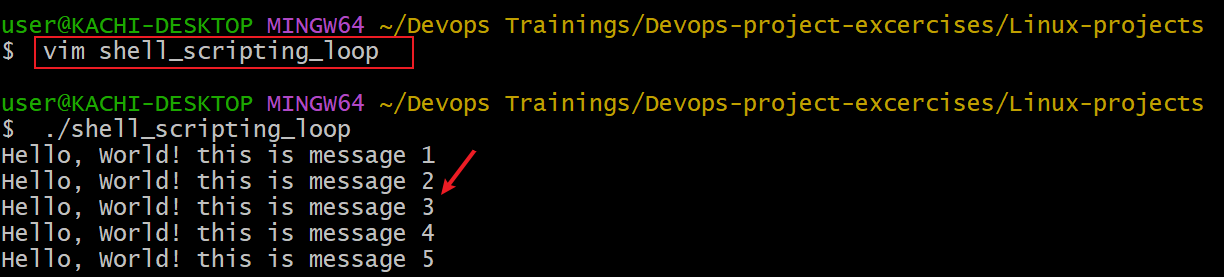 user@KACHI-DESKTOP MINGW64 ~/Devops Trainings/Devops-project-excercises/Linux-projects
$ vim shell_scripting_loop
user@KACHI-DESKTOP MINGW64 ~/Devops Trainings/Devops-project-excercises/Linux-projects
$ ./shell_scripting_loop
Hello, World! this is message 1
Hello, World! this is message 2
Hello, World! this is message 3
Hello, World! this is message 4
Hello, World! this is message 5